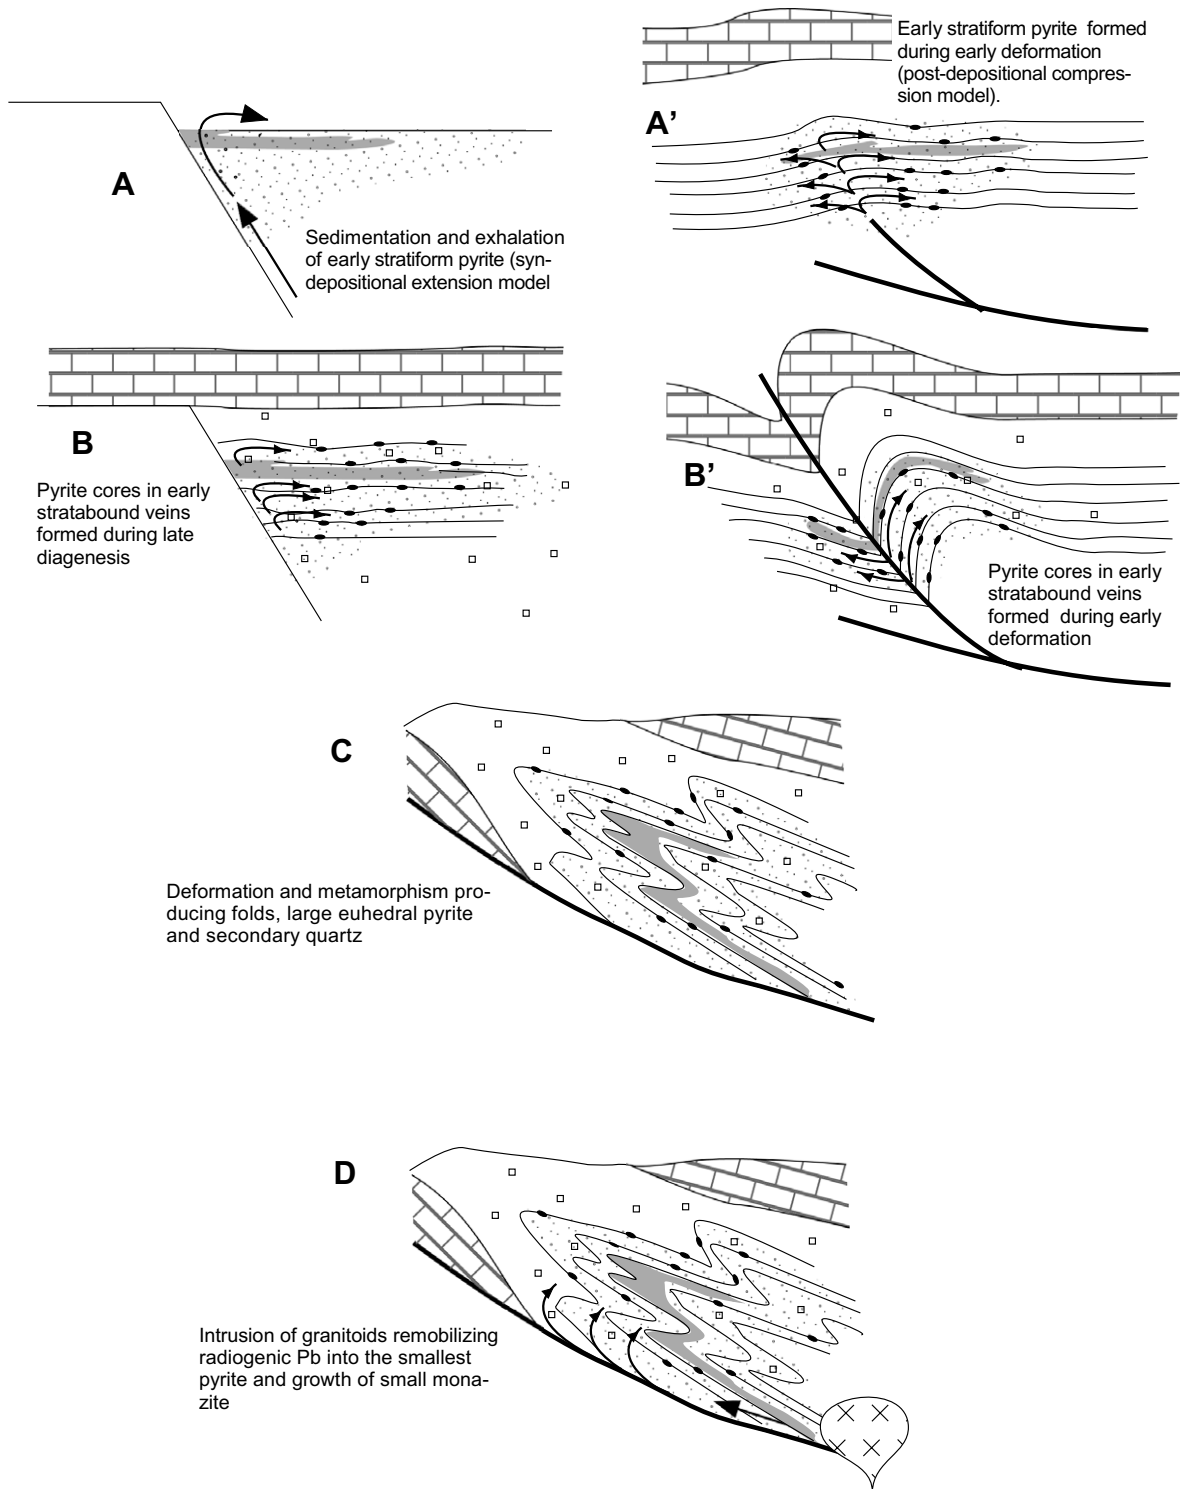 Early stratiform pyrite formed
during early deformation
(post-depositional compres-
sion model).
A
A’
Sedimentation and exhalation
of early stratiform pyrite (syn-
depositional extension model
B
Pyrite cores in early
stratabound veins
formed during late
diagenesis
B’
Pyrite cores in early
stratabound veins
formed during early
deformation
C
Deformation and metamorphism pro-
ducing folds, large euhedral pyrite
and secondary quartz
D
Intrusion of granitoids remobilizing
radiogenic Pb into the smallest
pyrite and growth of small mona-
zite